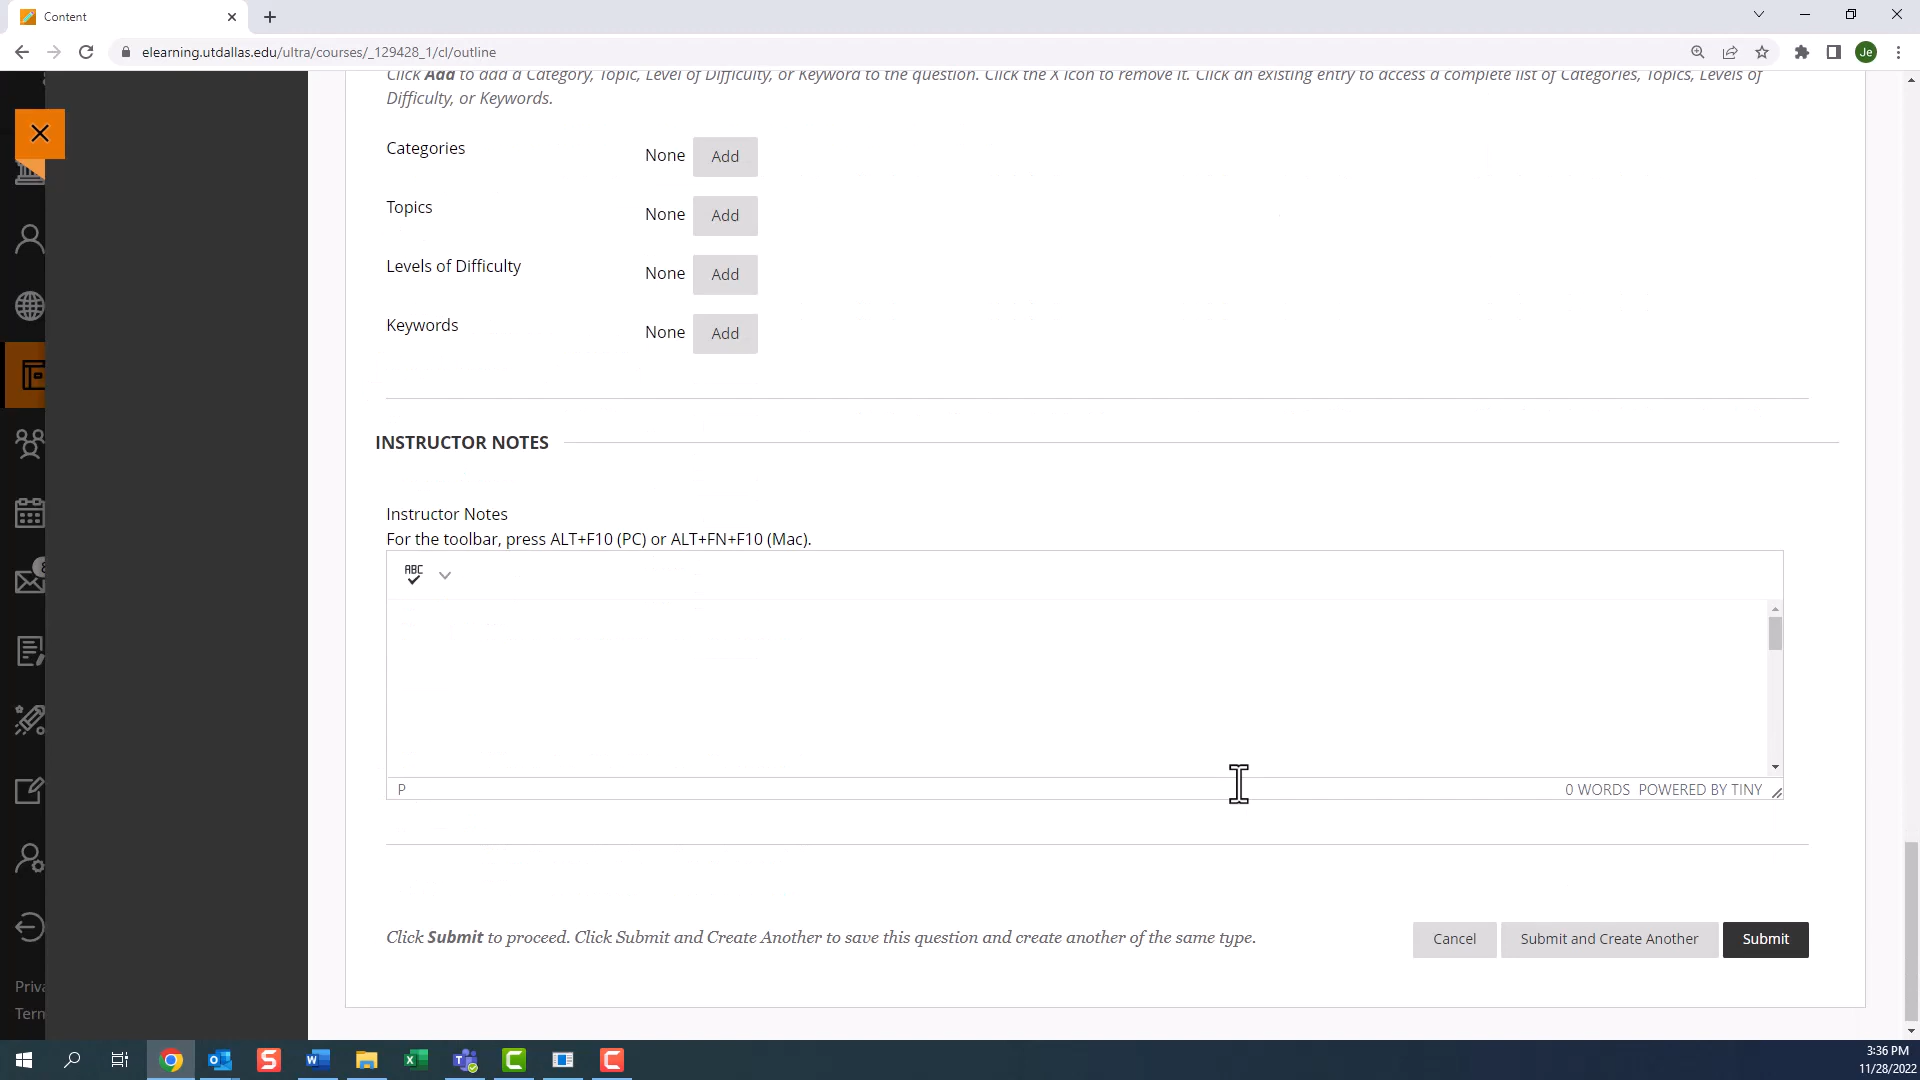 Content
elearning.utdallas.edu/ultra/courses/_129428_1/cl/outline
Je
Click Add to add a Category, Topic, Level of Difficulty, or Keyword to the question. Click the X icon to remove it. Click an existing entry to access a complete list of Categories, Topics, Levels of
Difficulty, or Keywords.
Categories None Add
Topics None Add
Levels of Difficulty None Add
Keywords None Add
INSTRUCTOR NOTES
Instructor Notes
For the toolbar, press ALT+F10 (PC) or ALT+FN+F10 (Mac).
ABC
P 0 WORDS POWERED BY TINY
Click Submit to proceed. Click Submit and Create Another to save this question and create another of the same type.
Cancel Submit and Create Another Submit
Priva
Tern
3:36 PM
11/28/2022